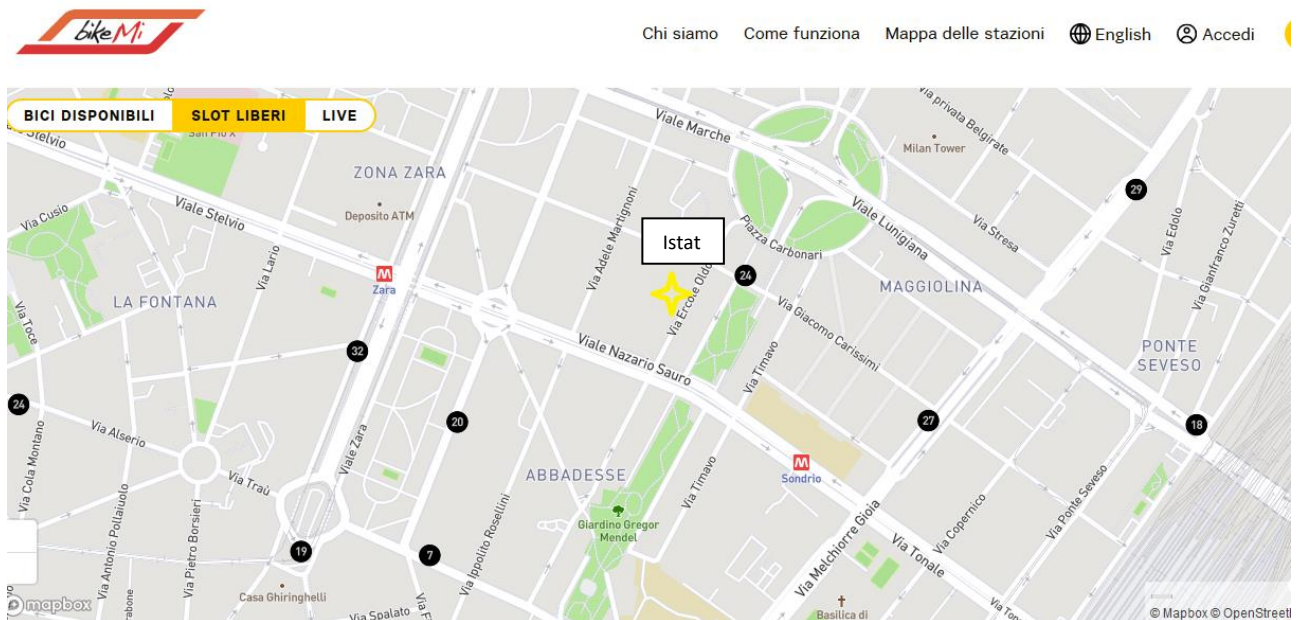 bikeMi
Chi siamo
Come funziona
Mappa delle stazioni
English
Accedi
BICI DISPONIBILI
SLOT LIBERI
LIVE
San Pio X
Stelvio
ZONA ZARA
Viale Marche
Via privata Belgirate
Milan Tower
29
Via Cusio
Viale Stelvio
Deposito ATM
Via Adele Martignoni
Istat
Piazza Carbonari
Viale Lunigiana
Via Stresa
Via Edolo
Via Gianfranco Zuretti
Via Lario
M
Zara
LA FONTANA
24
MAGGIOLINA
Via Ercole Oldo
Via Toce
Via Giacomo Carissimi
32
Viale Nazario Sauro
Via Timavo
PONTE
SEVESO
24
20
27
18
Via Alserio
Via Cola Montano
Viale Zara
ABBADESSE
M
Sondrio
Via Traù
Via Timavo
Via Antonio Pollaiuolo
Via Pietro Borsieri
Via Ippolito Rosellini
Giardino Gregor
Mendel
Via Melchiorre Gioia
Via Copernico
Via Ponte Seveso
19
7
Via Tonale
Casa Ghiringhelli
Via Spalato
Basilica di
mapbox
© Mapbox © OpenStreetM